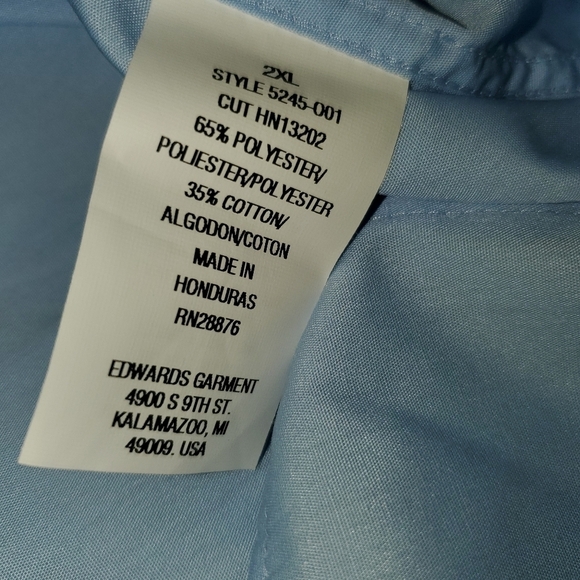 2XL
STYLE 5245-001
CUT HN13202
65% POLYESTER/
POLIESTER/POLYESTER
35% COTTON/
ALGODON/COTON
MADE IN
HONDURAS
RN28876
EDWARDS GARMENT
4900 S 9TH ST.
KALAMAZOO, MI
49009. USA